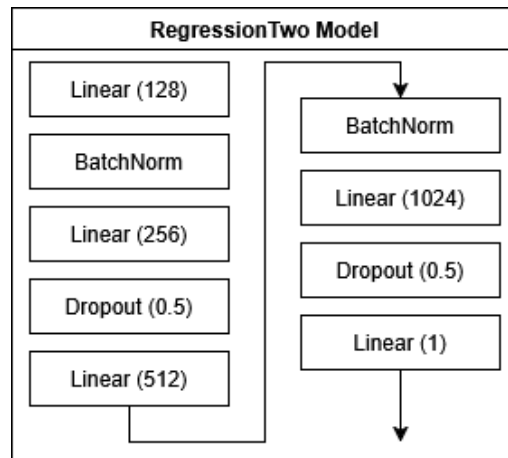 RegressionTwo Model
Linear (128)
BatchNorm
Linear (256)
Dropout (0.5)
Linear (512)
BatchNorm
Linear (1024)
Dropout (0.5)
Linear (1)